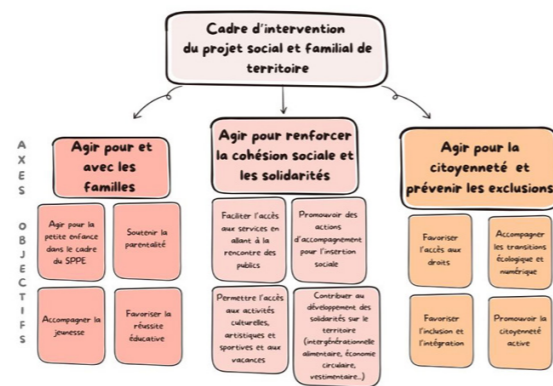 Cadre d'intervention
du projet social et familial de
territoire
AXES
Agir pour et
avec les
familles
Agir pour renforcer
la cohésion sociale et
les solidarités
Agir pour la
citoyenneté et
prévenir les exclusions
OBJECTIFS
Agir pour la
petite enfance
dans le cadre
du SPPE
Soutenir la
parentalité
Accompagner la
jeunesse
Favoriser la
réussite
éducative
Faciliter l'accès
aux services en
allant à la
rencontre des
publics
Promouvoir des
actions
d'accompagnement
pour l'insertion
sociale
Permettre l'accès
aux activités
culturelles,
artistiques et
sportives et aux
vacances
Contribuer au
développement des
solidarités sur le
territoire
(intergénérationnelle
alimentaire, économie
circulaire,
vestimentaire...)
Favoriser
l'accès aux
droits
Accompagner
les transitions
écologique et
numérique
Favoriser
l'inclusion et
l'intégration
Promouvoir la
citoyenneté
active